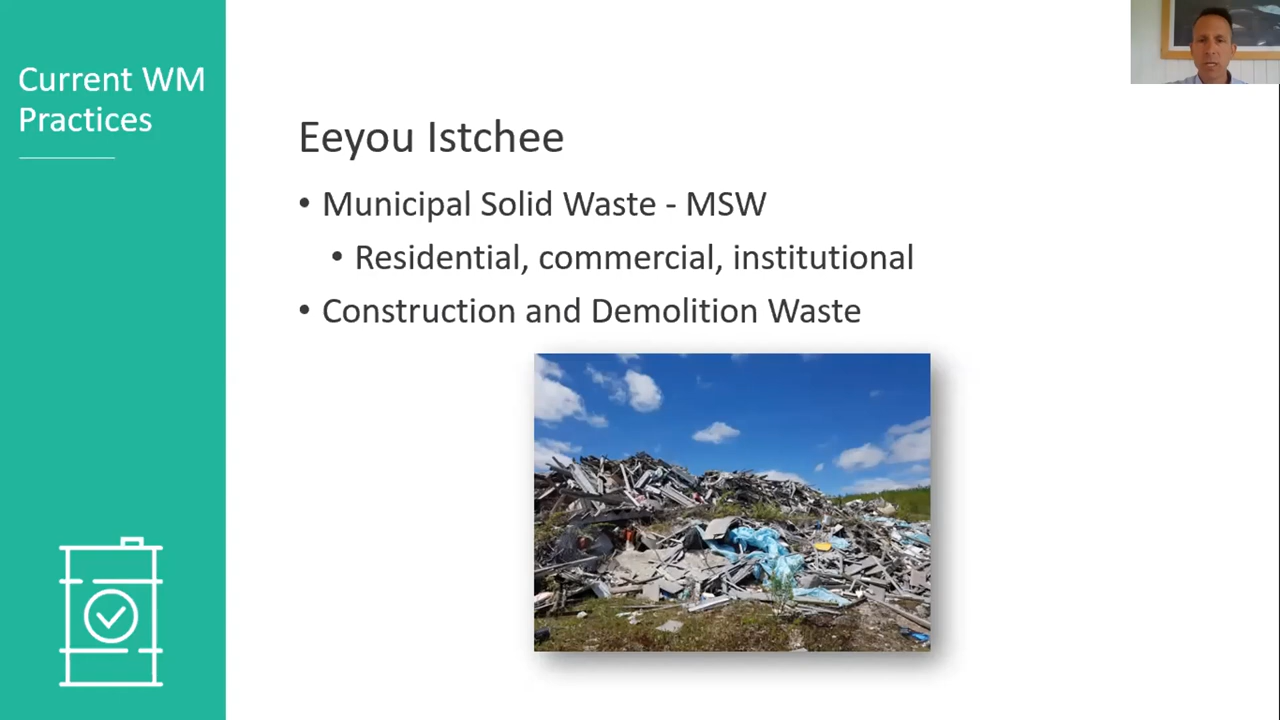 Current WM
Practices
Eeyou Istchee
• Municipal Solid Waste - MSW
• Residential, commercial, institutional
• Construction and Demolition Waste